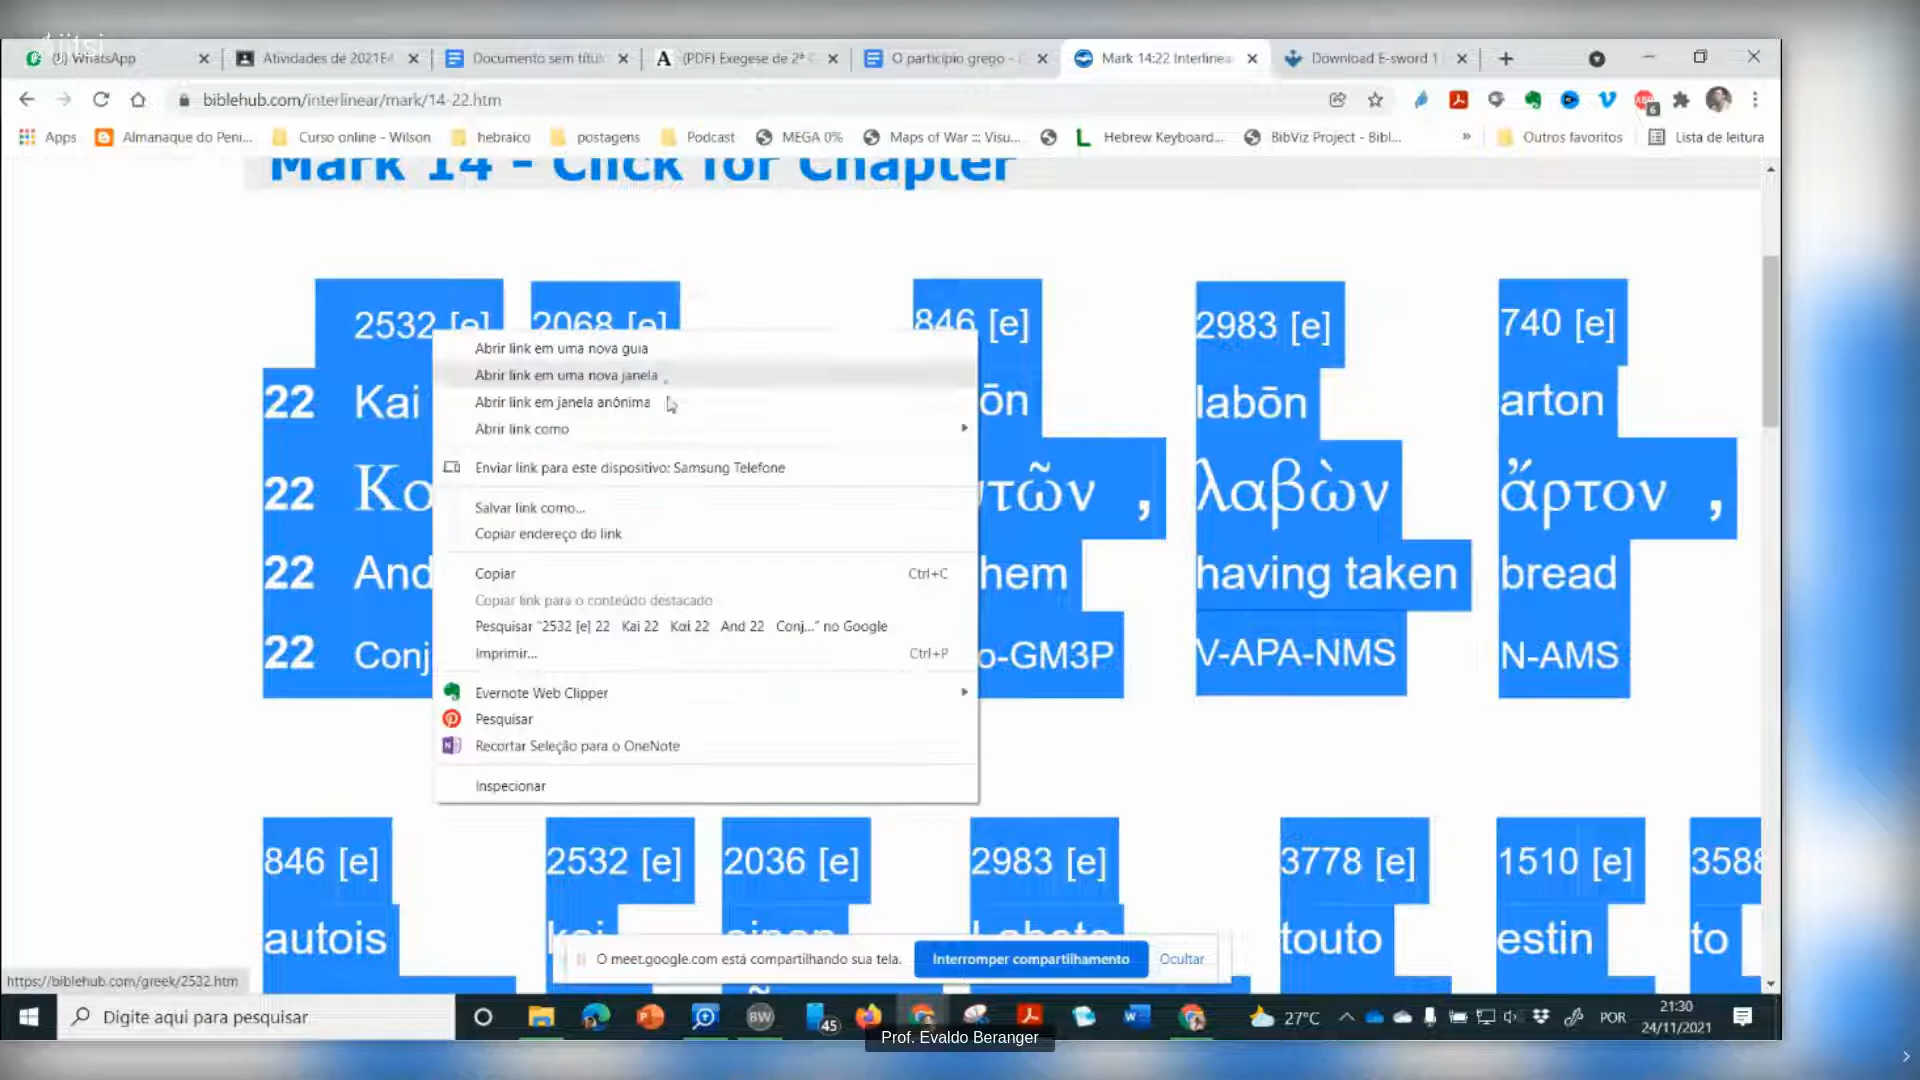 jitsi
WhatsApp
Atividades de 2021E
Documento sem títul
(PDF) Exegese de 2ª
O particípio grego -
Mark 14:22 Interlinea
Download E-sword 1
biblehub.com/interlinear/mark/14-22.htm
Apps Almanaque do Peni... Curso online - Wilson hebraico postagens Podcast MEGA 0% Maps of War ::: Visu... Hebrew Keyboard... BibViz Project - Bibl... » Outros favoritos Lista de leitura
Mark 14 - Click for Chapter
2532 [e] 2068 [e] 846 [e] 2983 [e] 740 [e]
22 Kai ōn labōn arton
22 Κα τῶν , λαβὼν ἄρτον ,
22 And hem having taken bread
22 Conj o-GM3P V-APA-NMS N-AMS
Abrir link em uma nova guia
Abrir link em uma nova janela
Abrir link em janela anônima
Abrir link como
Enviar link para este dispositivo: Samsung Telefone
Salvar link como...
Copiar endereço do link
Copiar Ctrl+C
Copiar link para o conteúdo destacado
Pesquisar "2532 [e] 22 Kai 22 Καὶ 22 And 22 Conj..." no Google
Imprimir... Ctrl+P
Evernote Web Clipper
Pesquisar
Recortar Seleção para o OneNote
Inspecionar
846 [e] 2532 [e] 2036 [e] 2983 [e] 3778 [e] 1510 [e] 3588
autois kai eipen Labete touto estin to
O meet.google.com está compartilhando sua tela. Interromper compartilhamento Ocultar
https://biblehub.com/greek/2532.htm
Digite aqui para pesquisar
BW
45
27°C
POR
21:30
24/11/2021
Prof. Evaldo Beranger